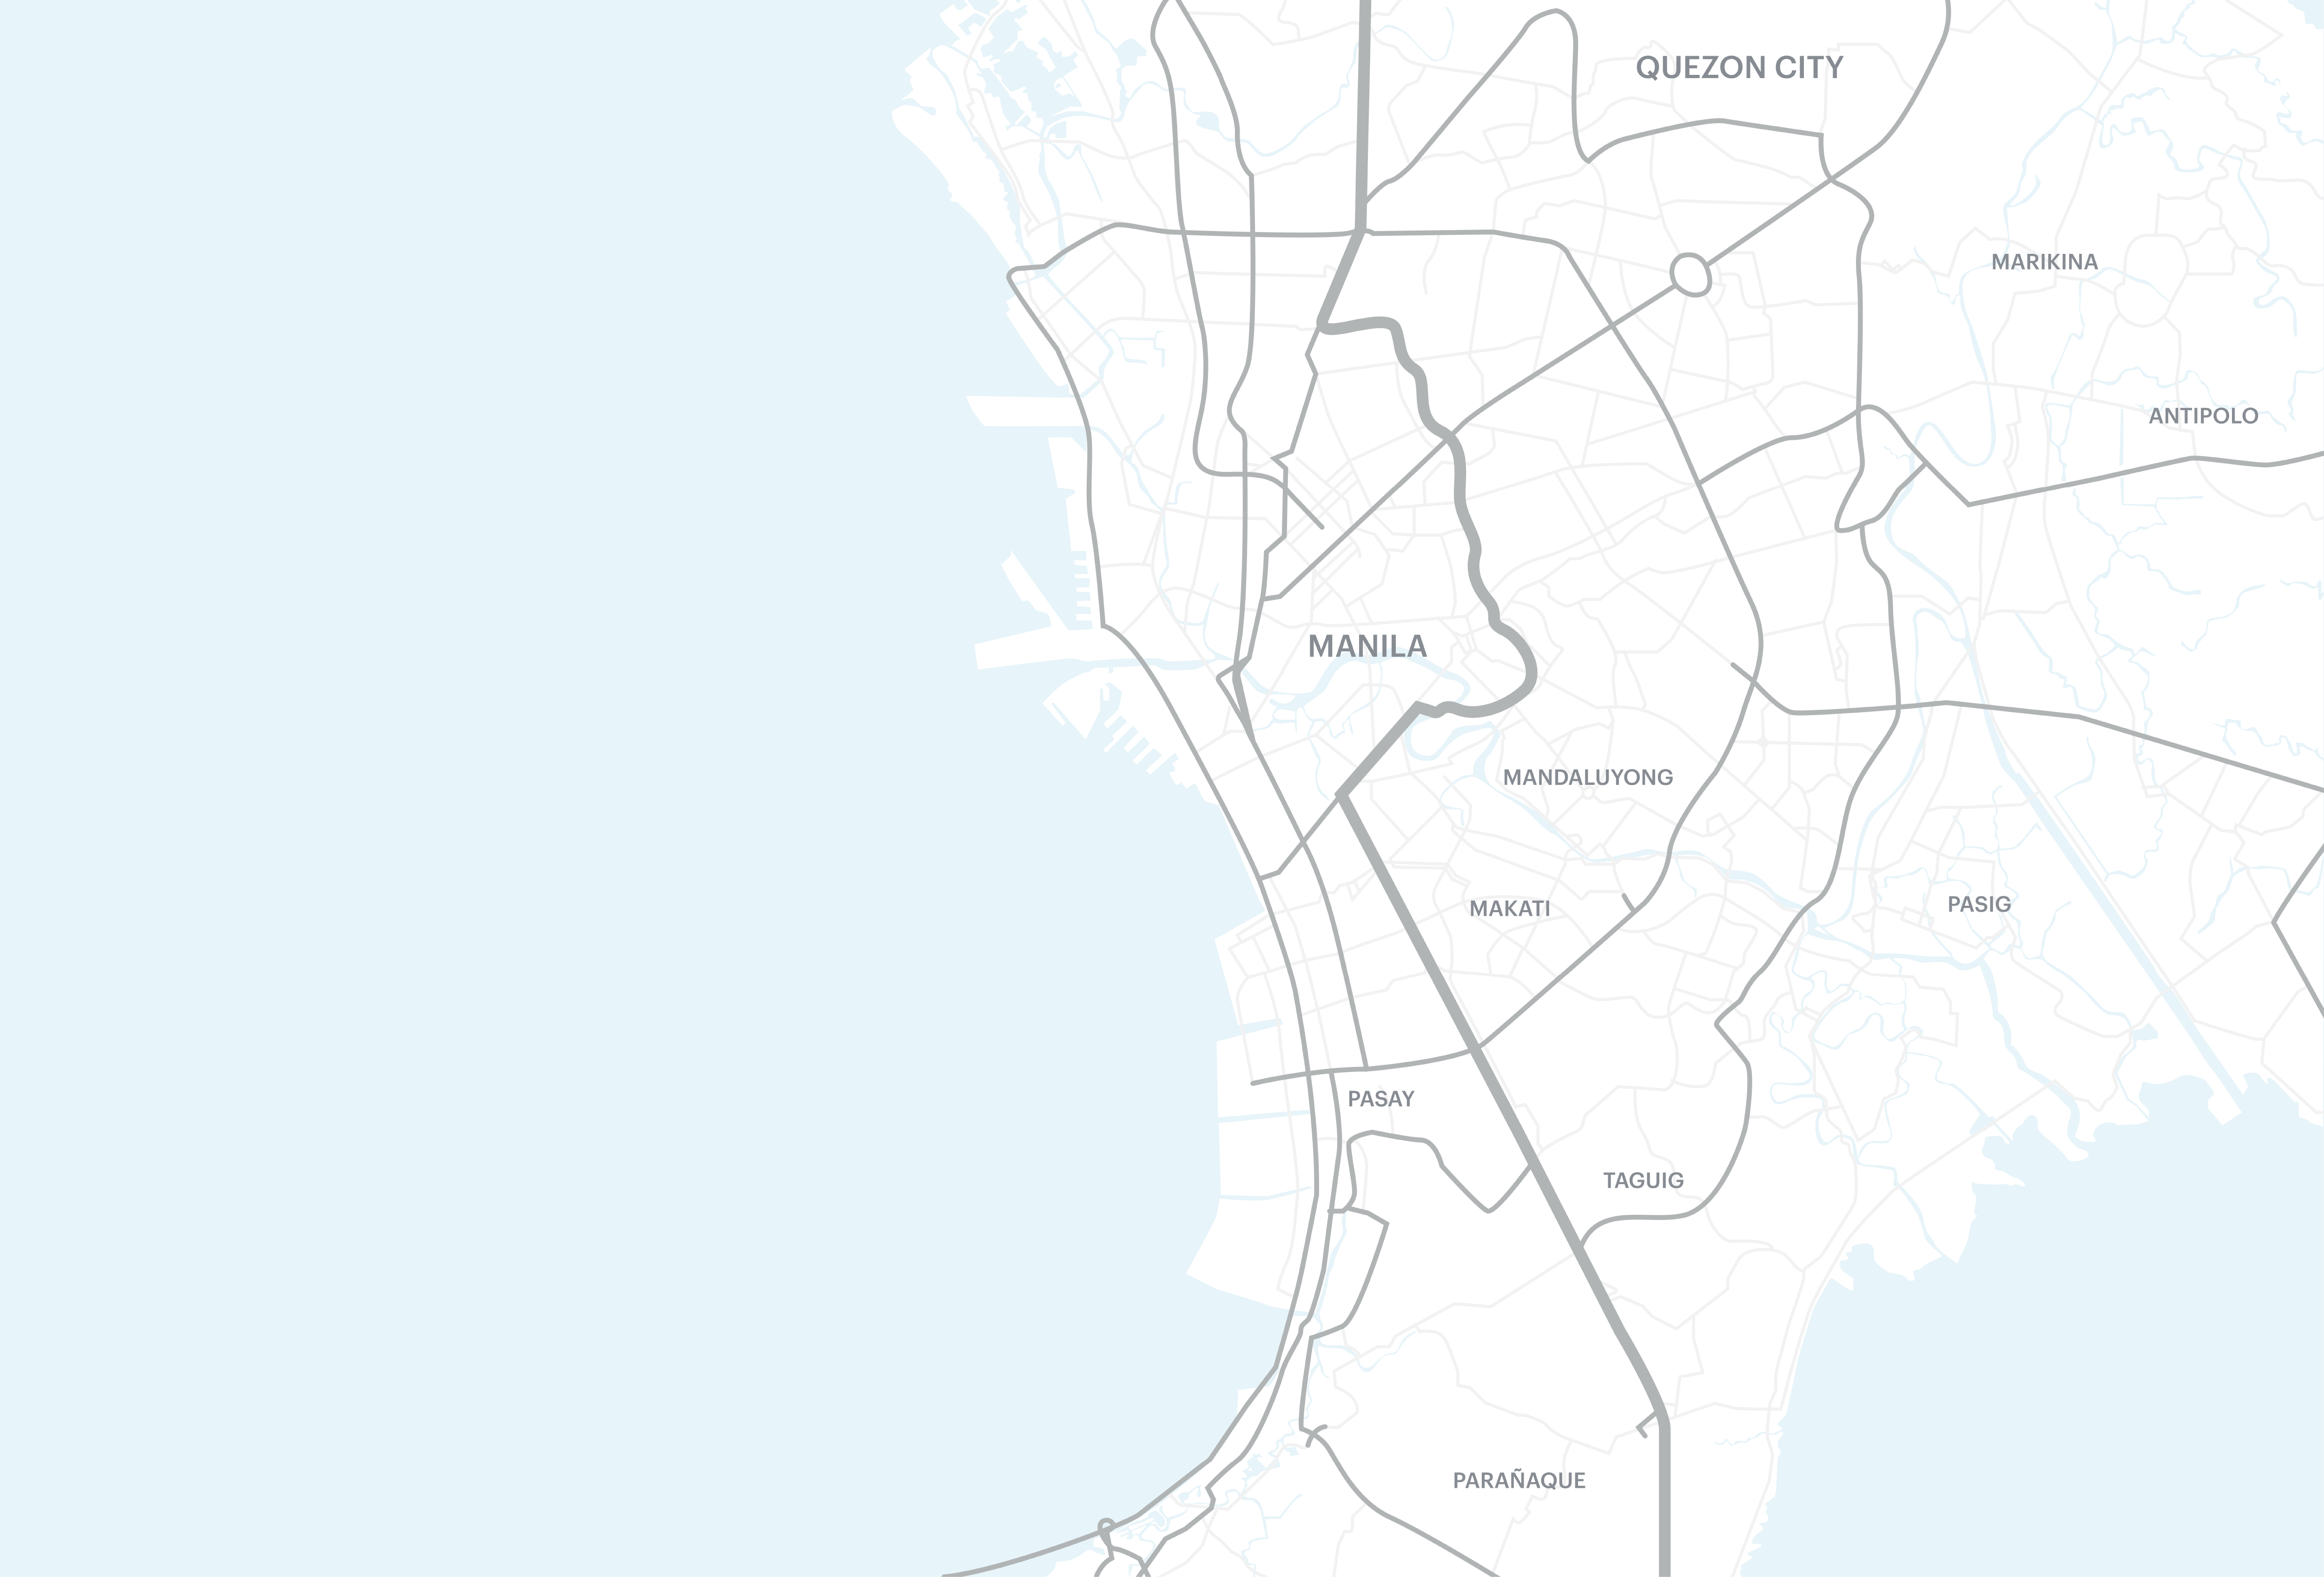 QUEZON CITY
MARIKINA
ANTIPOLO
MANILA
MANDALUYONG
MAKATI
PASIG
PASAY
TAGUIG
PARAÑAQUE